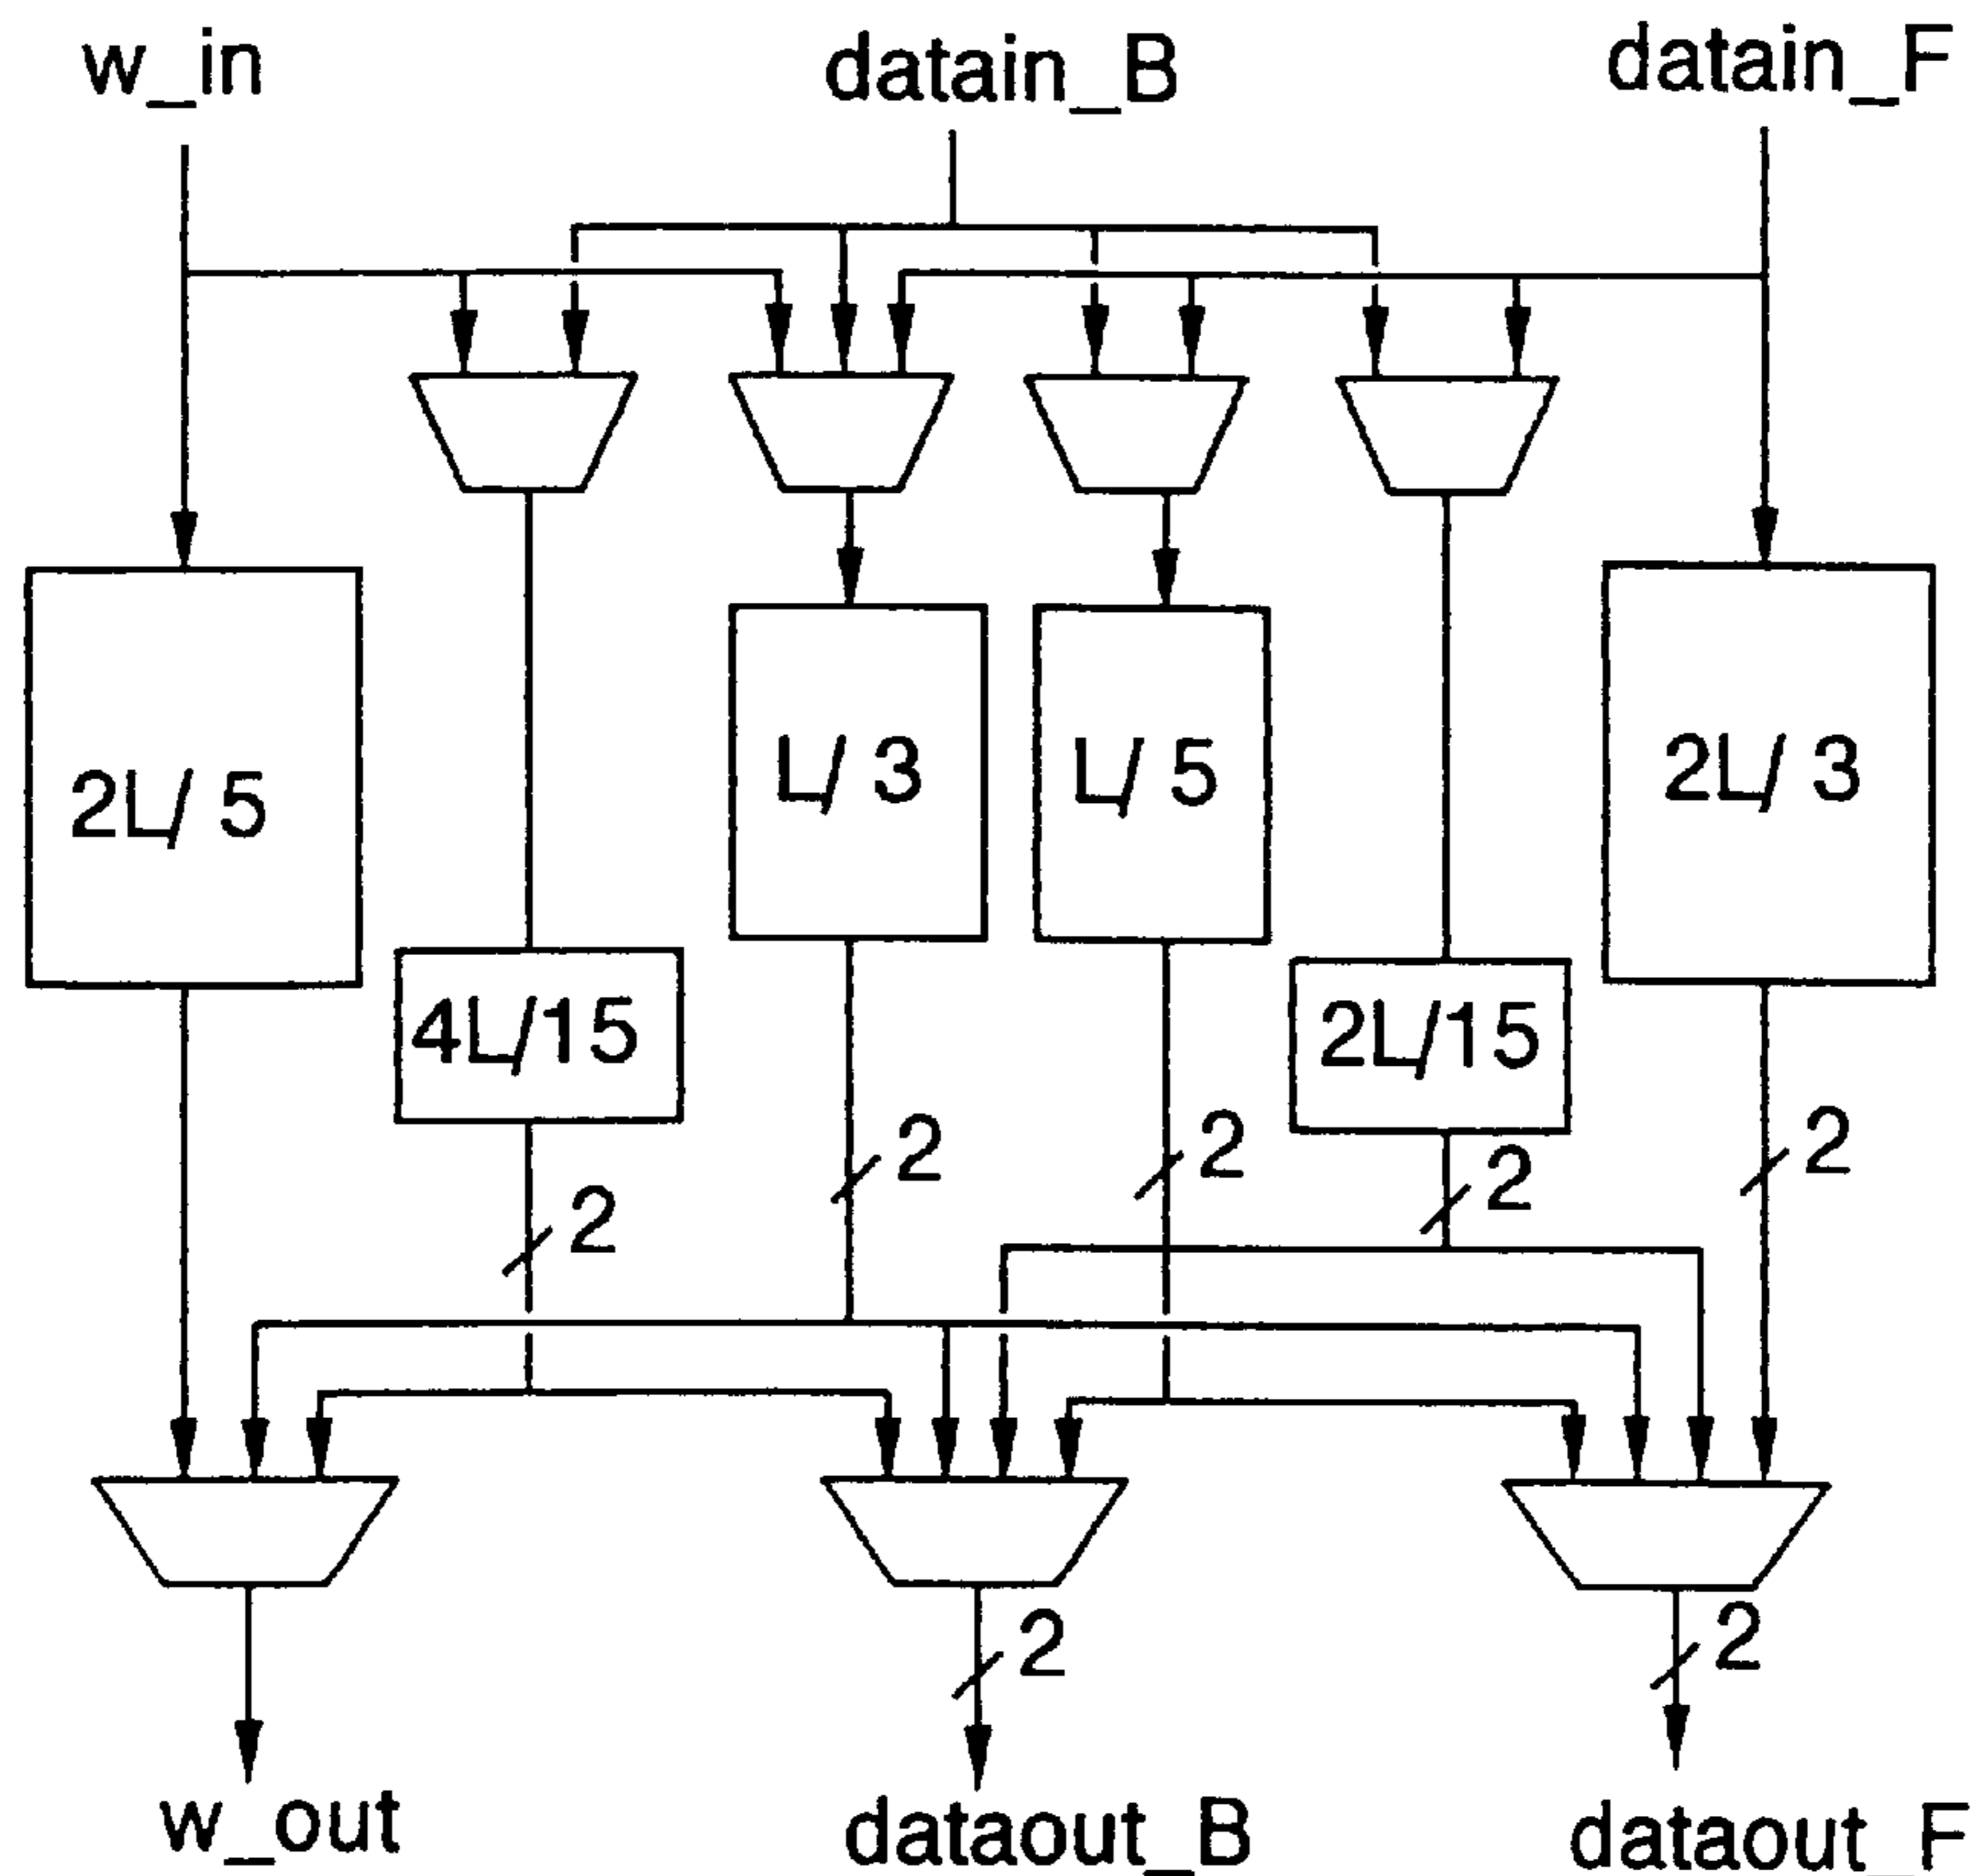 w_in
datain_B
datain_F
2L/ 5
L/ 3
L/ 5
2L/ 3
4L/15
2L/15
2
2
2
2
2
2
2
w_out
dataout_B
dataout_F